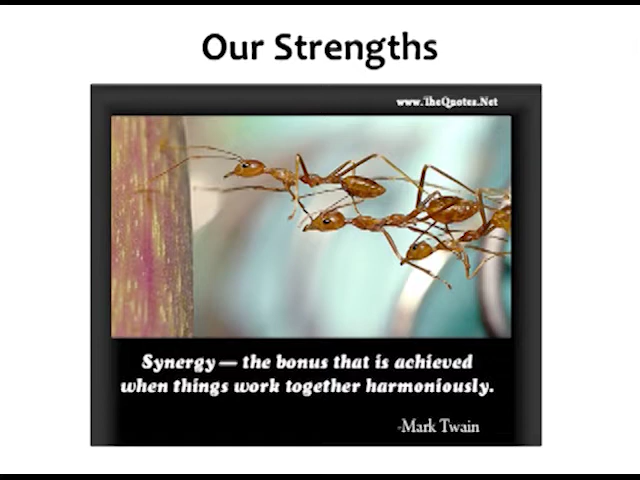 Our Strengths
www.TheQuotes.Net
Synergy — the bonus that is achieved
when things work together harmoniously.
-Mark Twain